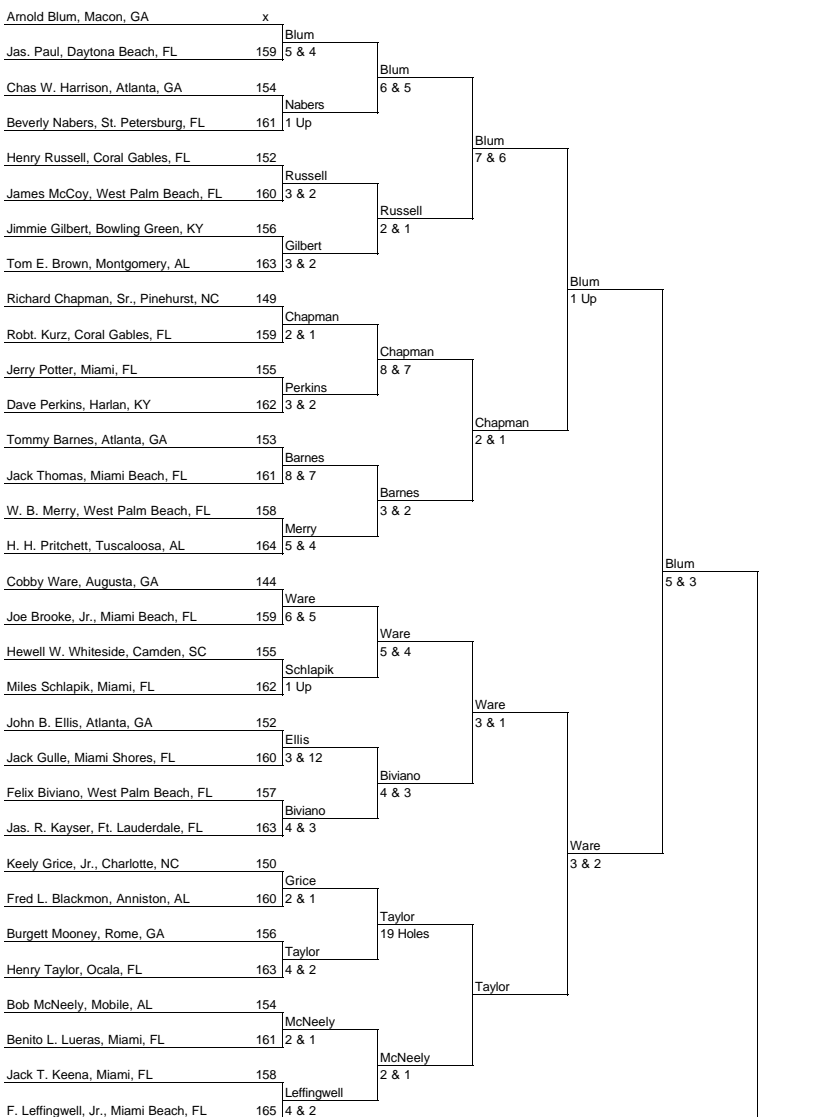 Arnold Blum, Macon, GA x
Blum
Jas. Paul, Daytona Beach, FL 159 5 & 4
Blum
Chas W. Harrison, Atlanta, GA 154 6 & 5
Nabers
Beverly Nabers, St. Petersburg, FL 161 1 Up
Blum
Henry Russell, Coral Gables, FL 152 7 & 6
Russell
James McCoy, West Palm Beach, FL 160 3 & 2
Russell
Jimmie Gilbert, Bowling Green, KY 156 2 & 1
Gilbert
Tom E. Brown, Montgomery, AL 163 3 & 2
Blum
Richard Chapman, Sr., Pinehurst, NC 149 1 Up
Chapman
Robt. Kurz, Coral Gables, FL 159 2 & 1
Chapman
Jerry Potter, Miami, FL 155 8 & 7
Perkins
Dave Perkins, Harlan, KY 162 3 & 2
Chapman
Tommy Barnes, Atlanta, GA 153 2 & 1
Barnes
Jack Thomas, Miami Beach, FL 161 8 & 7
Barnes
W. B. Merry, West Palm Beach, FL 158 3 & 2
Merry
H. H. Pritchett, Tuscaloosa, AL 164 5 & 4
Blum
Cobby Ware, Augusta, GA 144 5 & 3
Ware
Joe Brooke, Jr., Miami Beach, FL 159 6 & 5
Ware
Hewell W. Whiteside, Camden, SC 155 5 & 4
Schlapik
Miles Schlapik, Miami, FL 162 1 Up
Ware
John B. Ellis, Atlanta, GA 152 3 & 1
Ellis
Jack Gulle, Miami Shores, FL 160 3 & 12
Biviano
Felix Biviano, West Palm Beach, FL 157 4 & 3
Biviano
Jas. R. Kayser, Ft. Lauderdale, FL 163 4 & 3
Ware
Keely Grice, Jr., Charlotte, NC 150 3 & 2
Grice
Fred L. Blackmon, Anniston, AL 160 2 & 1
Taylor
Burgett Mooney, Rome, GA 156 19 Holes
Taylor
Henry Taylor, Ocala, FL 163 4 & 2
Taylor
Bob McNeely, Mobile, AL 154
McNeely
Benito L. Lueras, Miami, FL 161 2 & 1
McNeely
Jack T. Keena, Miami, FL 158 2 & 1
Leffingwell
F. Leffingwell, Jr., Miami Beach, FL 165 4 & 2